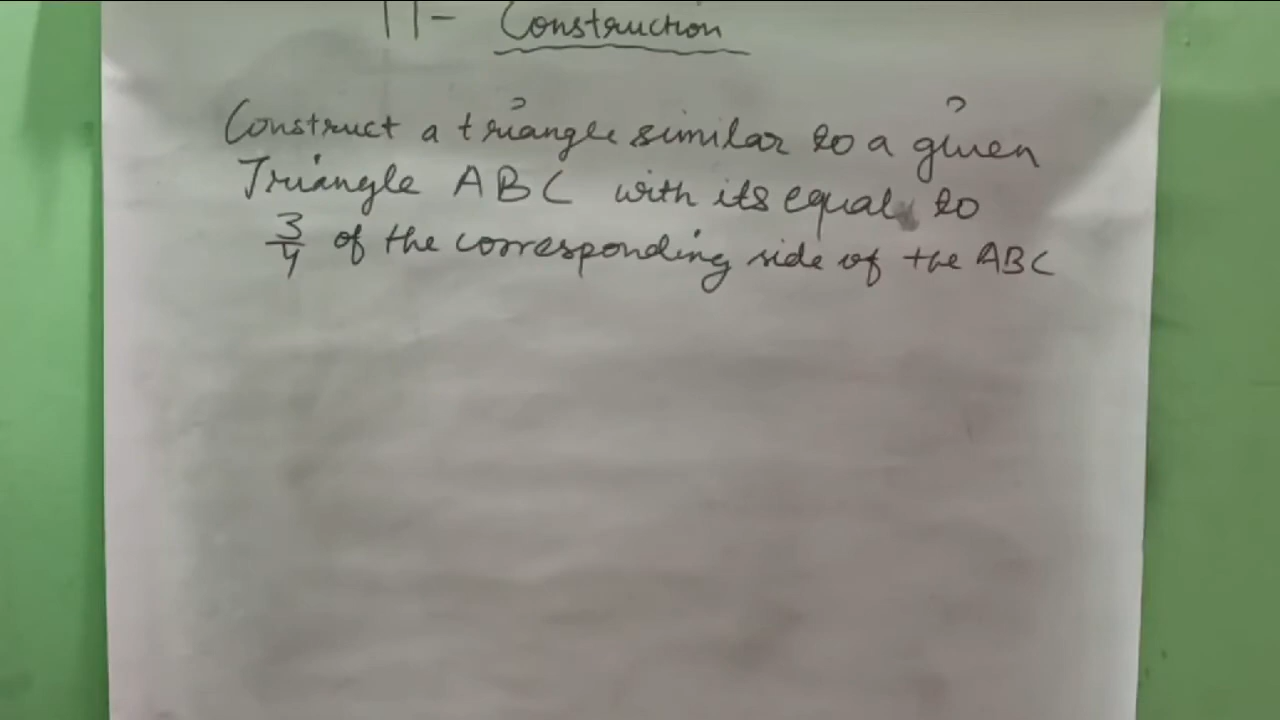 11- Construction
Construct a triangle similar to a given
Triangle ABC with its equal to
3/4 of the corresponding side of the ABC